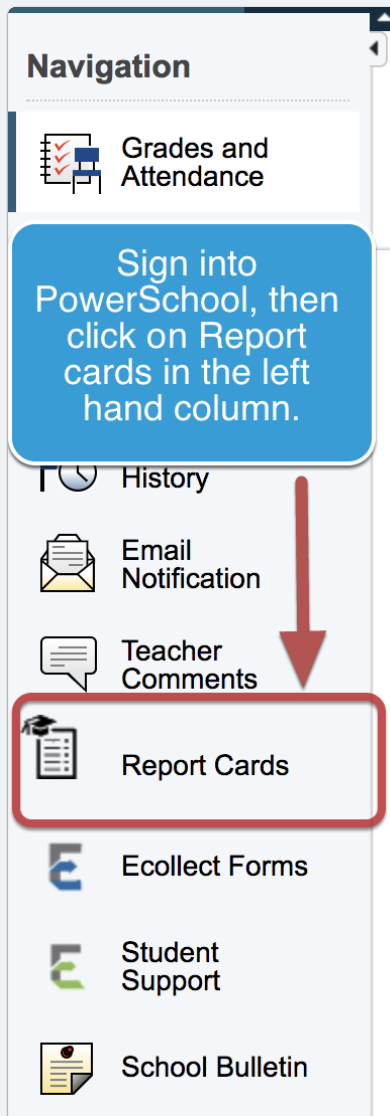 Navigation
Grades and
Attendance
Sign into
PowerSchool, then
click on Report
cards in the left
hand column.
History
Email
Notification
Teacher
Comments
Report Cards
Ecollect Forms
Student
Support
School Bulletin